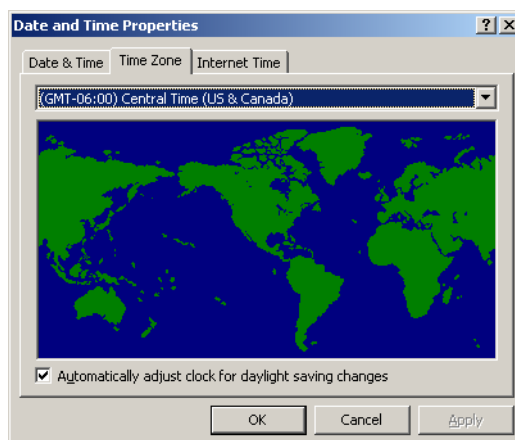 Date and Time Properties
Date & Time Time Zone Internet Time
(GMT-06:00) Central Time (US & Canada)
Automatically adjust clock for daylight saving changes
OK Cancel Apply